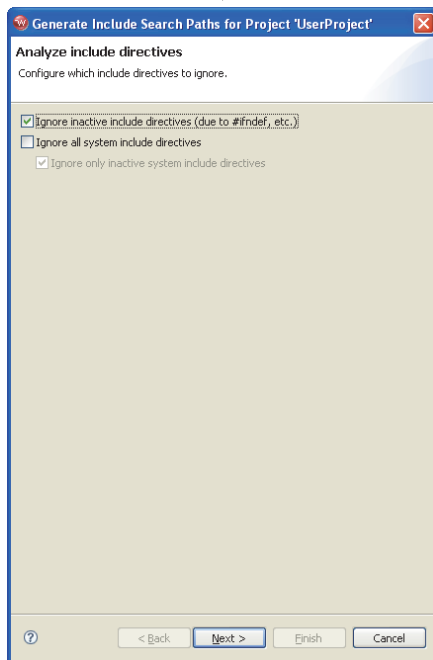 Generate Include Search Paths for Project 'UserProject'
Analyze include directives
Configure which include directives to ignore.
Ignore inactive include directives (due to #ifndef, etc.)
Ignore all system include directives
Ignore only inactive system include directives
? < Back Next > Finish Cancel